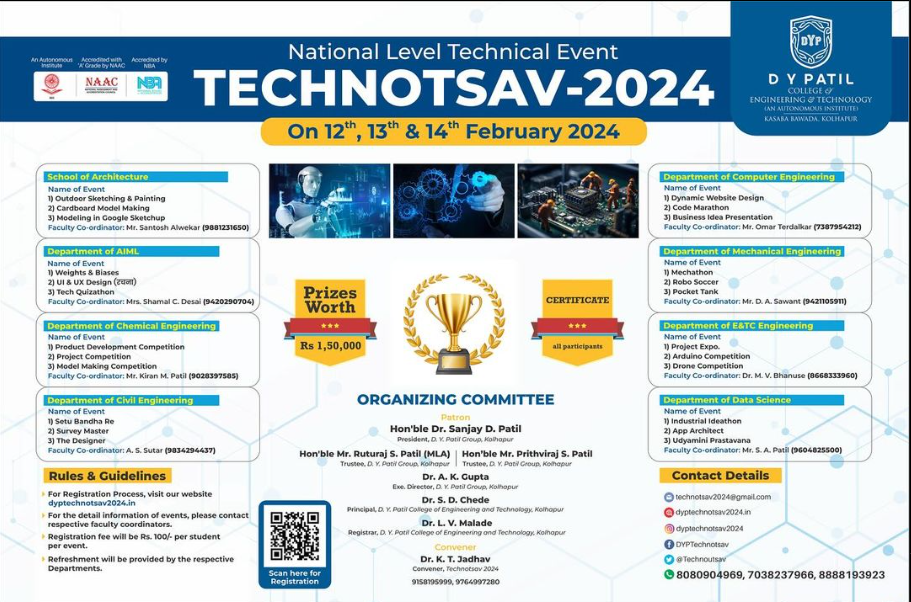 An Autonomous Institute
Accredited with 'A' Grade by NAAC
Accredited by NBA
NAAC
NBA
National Level Technical Event
TECHNOTSAV-2024
On 12th, 13th & 14th February 2024
DYP
D Y PATIL
COLLEGE of
ENGINEERING & TECHNOLOGY
(AN AUTONOMOUS INSTITUTE)
KASABA BAWADA, KOLHAPUR
School of Architecture
Name of Event
1) Outdoor Sketching & Painting
2) Cardboard Model Making
3) Modeling in Google Sketchup
Faculty Co-ordinator: Mr. Santosh Alwekar (9881231650)
Department of AIML
Name of Event
1) Weights & Biases
2) UI & UX Design (रचना)
3) Tech Quizathon
Faculty Co-ordinator: Mrs. Shamal C. Desai (9420290704)
Department of Chemical Engineering
Name of Event
1) Product Development Competition
2) Project Competition
3) Model Making Competition
Faculty Co-ordinator: Mr. Kiran M. Patil (9028397585)
Department of Civil Engineering
Name of Event
1) Setu Bandha Re
2) Survey Master
3) The Designer
Faculty Co-ordinator: A. S. Sutar (9834294437)
Rules & Guidelines
For Registration Process, visit our website
dyptechnotsav2024.in
For the detail information of events, please contact
respective faculty coordinators.
Registration fee will be Rs. 100/- per student
per event.
Refreshment will be provided by the respective
Departments.
Prizes
Worth
Rs 1,50,000
CERTIFICATE
all participants
ORGANIZING COMMITTEE
Patron
Hon'ble Dr. Sanjay D. Patil
President, D. Y. Patil Group, Kolhapur
Hon'ble Mr. Ruturaj S. Patil (MLA)
Trustee, D. Y. Patil Group, Kolhapur
Hon'ble Mr. Prithviraj S. Patil
Trustee, D. Y. Patil Group, Kolhapur
Dr. A. K. Gupta
Exe. Director, D. Y. Patil Group, Kolhapur
Dr. S. D. Chede
Principal, D. Y. Patil College of Engineering and Technology, Kolhapur
Dr. L. V. Malade
Registrar, D. Y. Patil College of Engineering and Technology, Kolhapur
Convener
Dr. K. T. Jadhav
Convener, Technotsav 2024
9158195999, 9764997280
Scan here for
Registration
Department of Computer Engineering
Name of Event
1) Dynamic Website Design
2) Code Marathon
3) Business Idea Presentation
Faculty Co-ordinator: Mr. Omar Terdalkar (7387954212)
Department of Mechanical Engineering
Name of Event
1) Mechathon
2) Robo Soccer
3) Pocket Tank
Faculty Co-ordinator: Mr. D. A. Sawant (9421105911)
Department of E&TC Engineering
Name of Event
1) Project Expo.
2) Arduino Competition
3) Drone Competition
Faculty Co-ordinator: Dr. M. V. Bhanuse (8668333960)
Department of Data Science
Name of Event
1) Industrial Ideathon
2) App Architect
3) Udyamini Prastavana
Faculty Co-ordinator: Mr. S. A. Patil (9604825500)
Contact Details
technotsav2024@gmail.com
dyptechnotsav2024.in
dyptechnotsav2024
DYPTechnotsav
@Technoutsav
8080904969, 7038237966, 8888193923